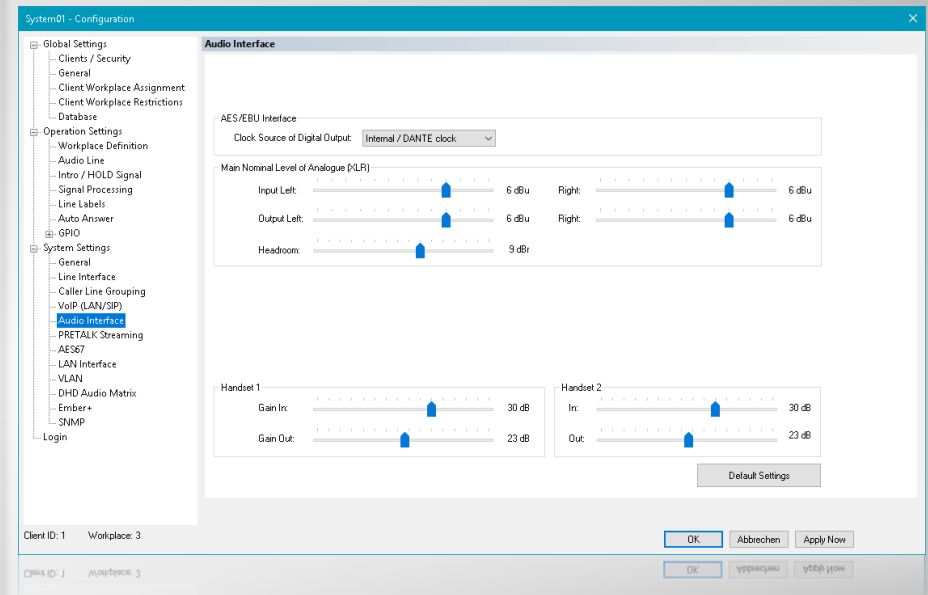 System01 - Configuration
Global Settings
Clients / Security
General
Client Workplace Assignment
Client Workplace Restrictions
Database
Operation Settings
Workplace Definition
Audio Line
Intro / HOLD Signal
Signal Processing
Line Labels
Auto Answer
GPIO
System Settings
General
Line Interface
Caller Line Grouping
VoIP (LAN/SIP)
Audio Interface
PRETALK Streaming
AES67
LAN Interface
VLAN
DHD Audio Matrix
Ember+
SNMP
Login
Audio Interface
AES/EBU Interface
Clock Source of Digital Output: Internal / DANTE clock
Main Nominal Level of Analogue (XLR)
Input Left: 6 dBu Right: 6 dBu
Output Left: 6 dBu Right: 6 dBu
Headroom: 9 dBr
Handset 1
Gain In: 30 dB
Gain Out: 23 dB
Handset 2
In: 30 dB
Out: 23 dB
Default Settings
Client ID: 1 Workplace: 3
OK Abbrechen Apply Now